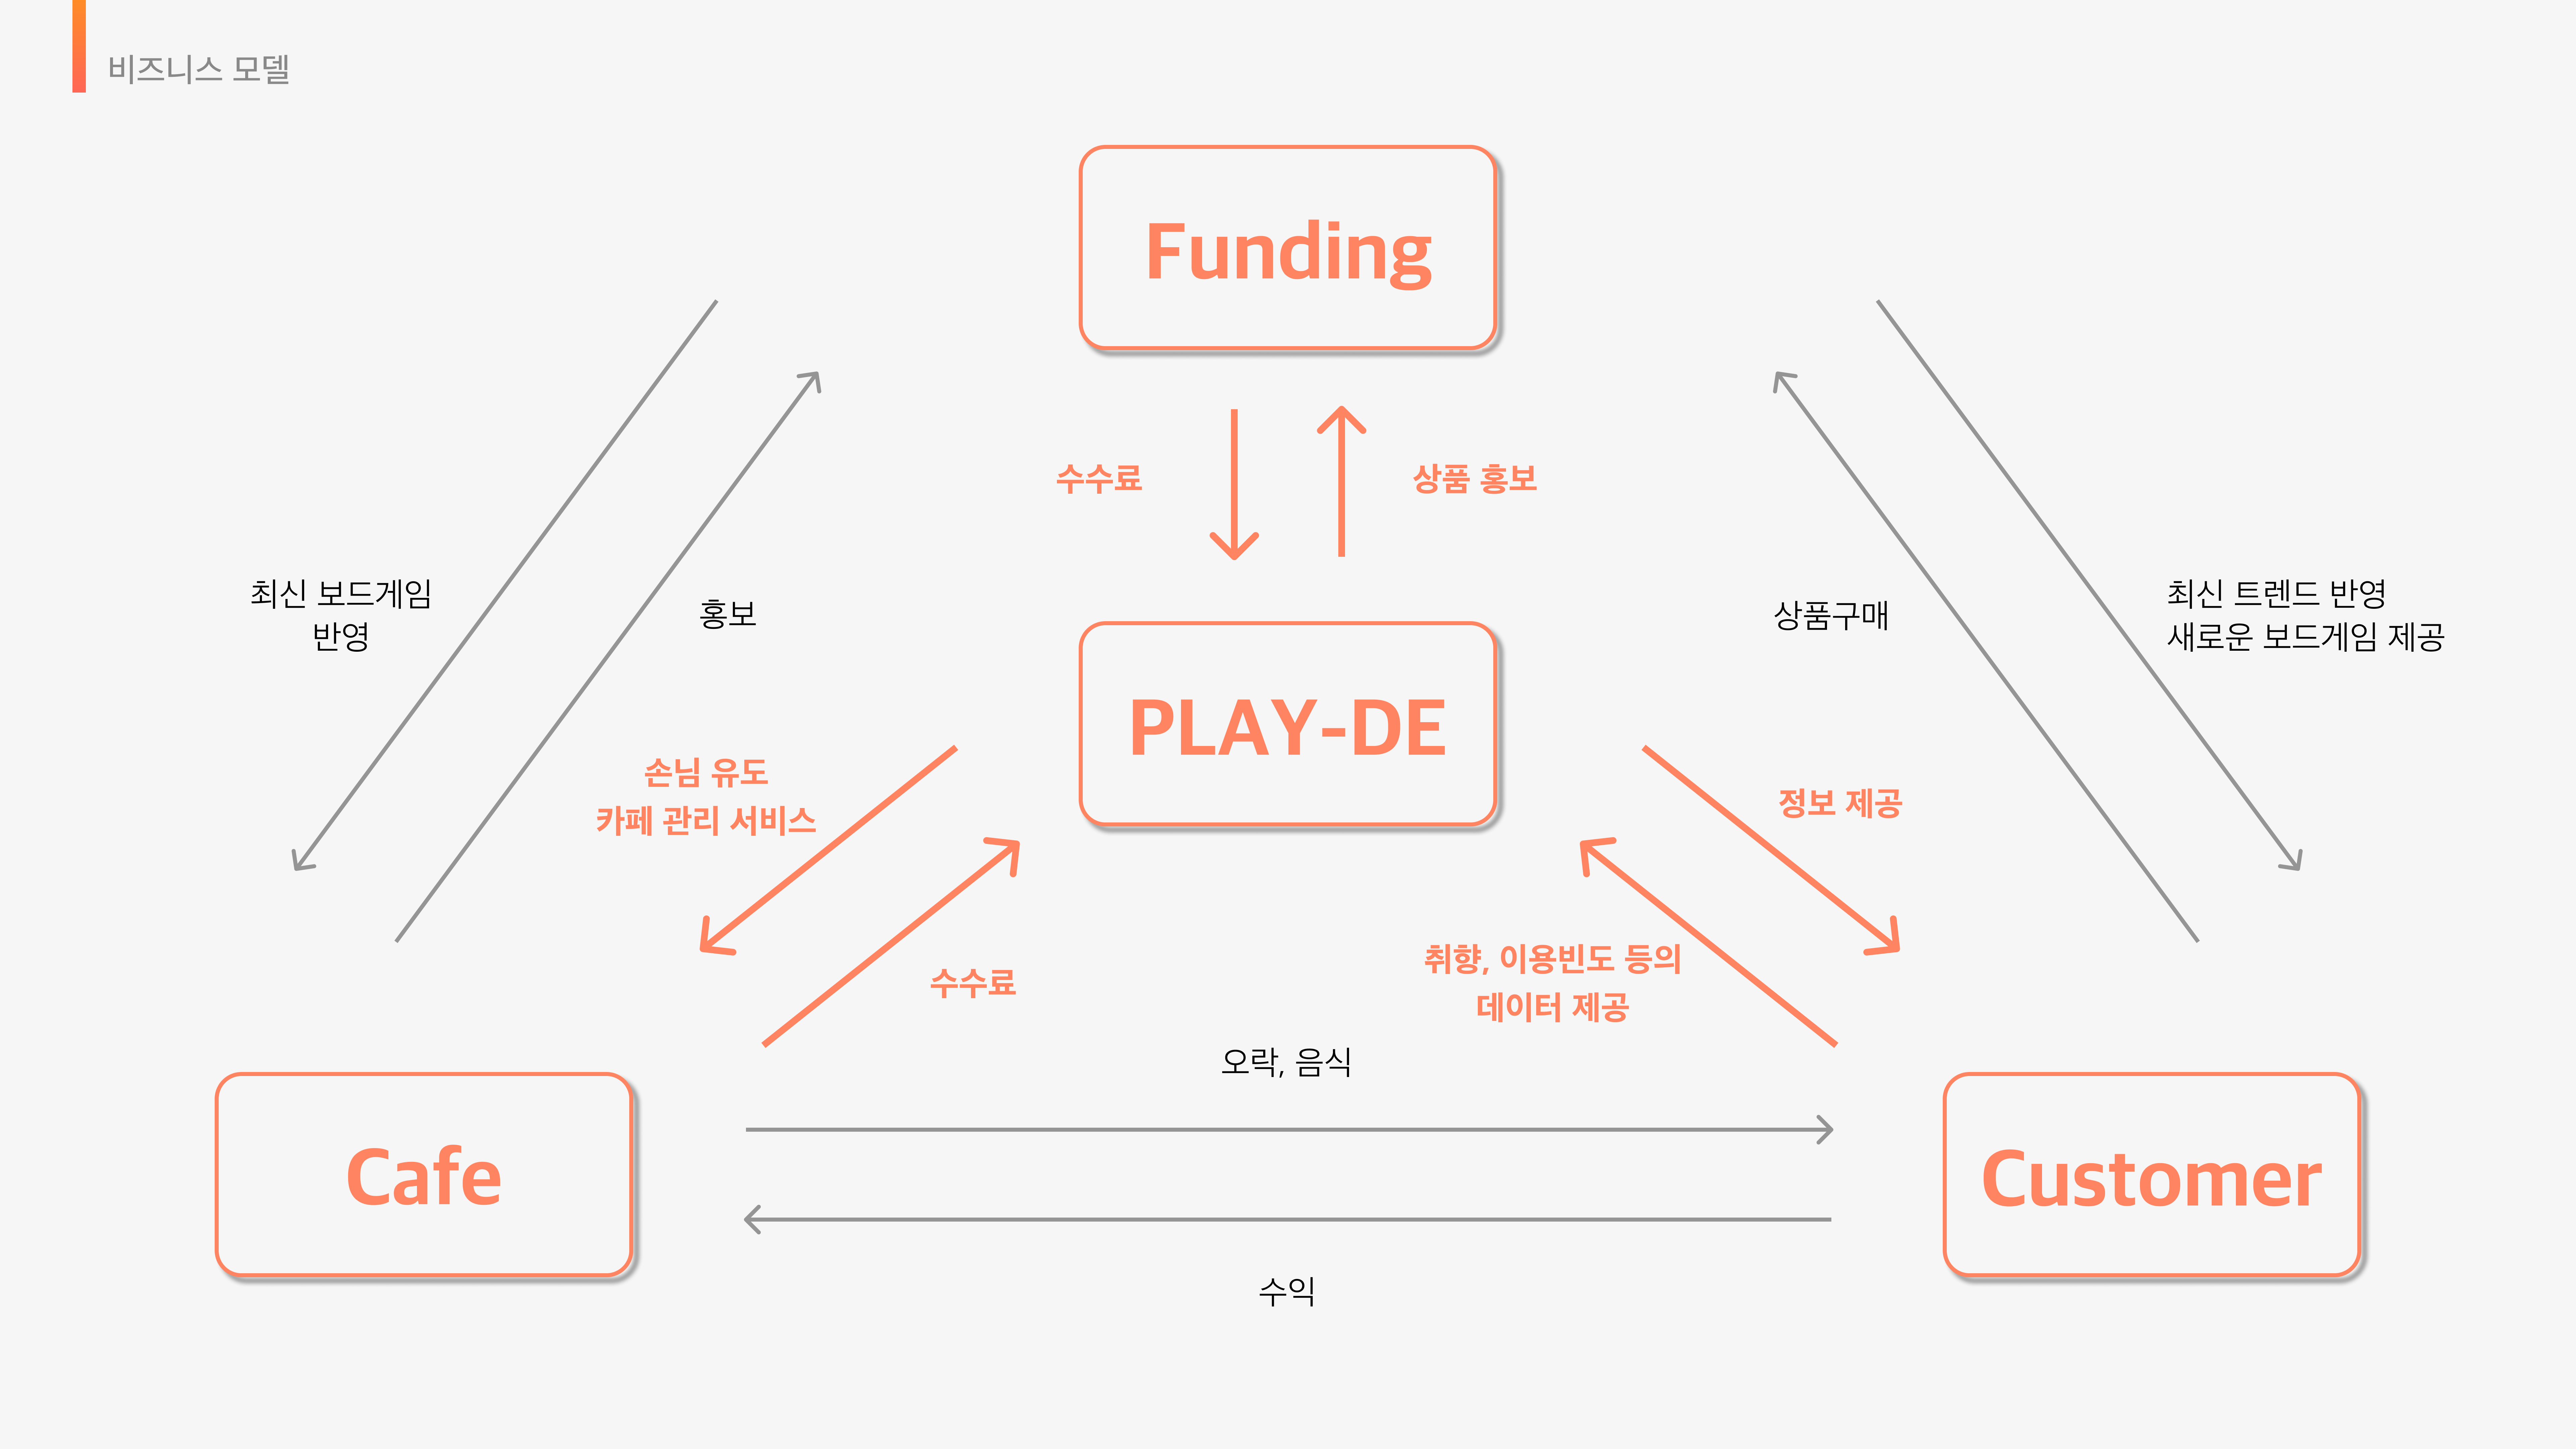 비즈니스 모델
Funding
수수료
상품 홍보
최신 보드게임
반영
홍보
상품구매
최신 트렌드 반영
새로운 보드게임 제공
PLAY-DE
손님 유도
카페 관리 서비스
정보 제공
수수료
취향, 이용빈도 등의
데이터 제공
오락, 음식
Cafe
Customer
수익